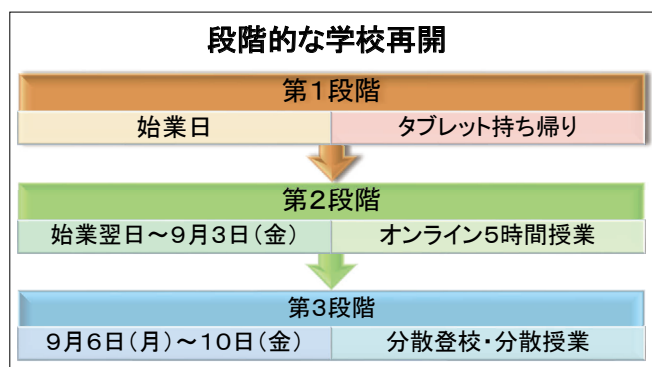 段階的な学校再開
第１段階
始業日 タブレット持ち帰り
第２段階
始業翌日～９月３日（金） オンライン５時間授業
第３段階
９月６日（月）～１０日（金） 分散登校・分散授業